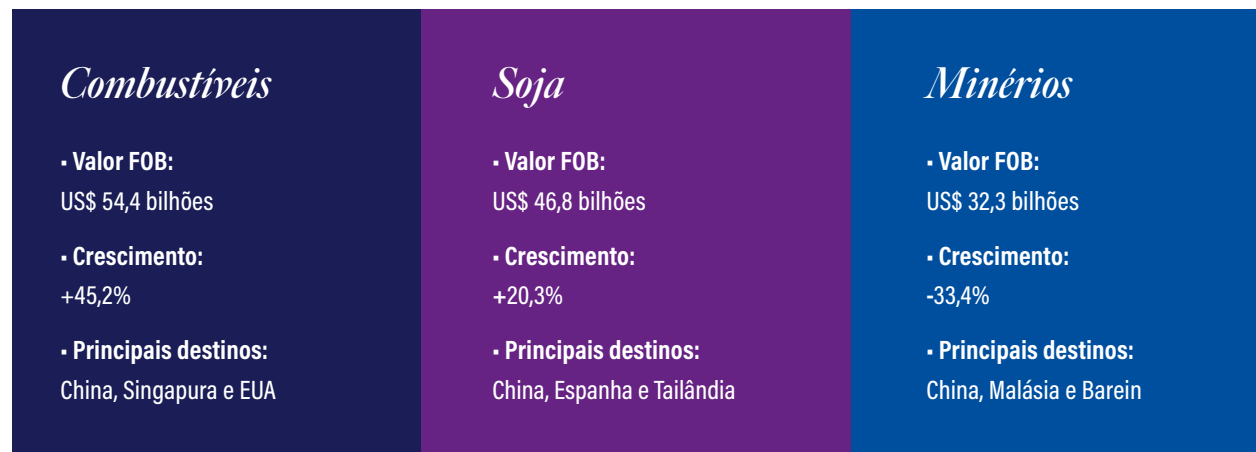 Combustíveis
▪ Valor FOB:
US$ 54,4 bilhões
▪ Crescimento:
+45,2%
▪ Principais destinos:
China, Singapura e EUA
Soja
▪ Valor FOB:
US$ 46,8 bilhões
▪ Crescimento:
+20,3%
▪ Principais destinos:
China, Espanha e Tailândia
Minérios
▪ Valor FOB:
US$ 32,3 bilhões
▪ Crescimento:
-33,4%
▪ Principais destinos:
China, Malásia e Barein